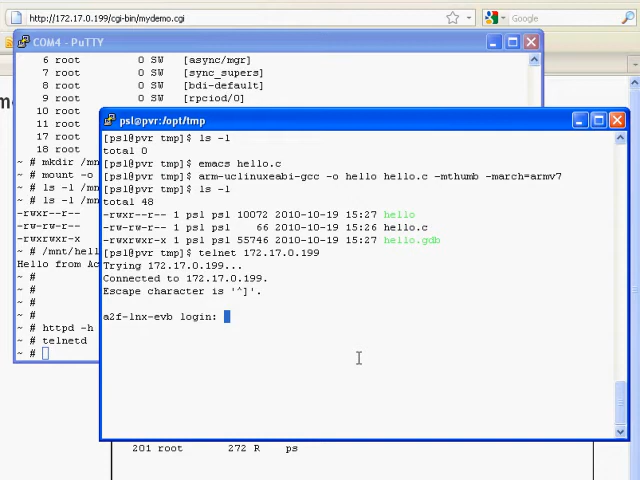 http://172.17.0.199/cgi-bin/mydemo.cgi
Google
COM4 - PuTTY
6 root 0 SW [async/mgr]
7 root 0 SW [sync_supers]
8 root 0 SW [bdi-default]
9 root 0 SW [rpciod/0]
10 root
11 root
17 root
18 root
~ # mkdir /mn
~ # mount -o
~ # ls -l /mn
-rwxr--r--
-rw-r--r--
-rwxrwxr-x
~ # /mnt/hell
Hello from Ac
~ #
~ #
~ #
~ # httpd -h
~ # telnetd
~ #
psl@pvr:/opt/tmp
[psl@pvr tmp]$ ls -l
total 0
[psl@pvr tmp]$ emacs hello.c
[psl@pvr tmp]$ arm-uclinuxeabi-gcc -o hello hello.c -mthumb -march=armv7
[psl@pvr tmp]$ ls -l
total 48
-rwxr--r-- 1 psl psl 10072 2010-10-19 15:27 hello
-rw-rw-r-- 1 psl psl 66 2010-10-19 15:26 hello.c
-rwxrwxr-x 1 psl psl 55746 2010-10-19 15:27 hello.gdb
[psl@pvr tmp]$ telnet 172.17.0.199
Trying 172.17.0.199...
Connected to 172.17.0.199.
Escape character is '^]'.
a2f-lnx-evb login:
201 root 272 R ps